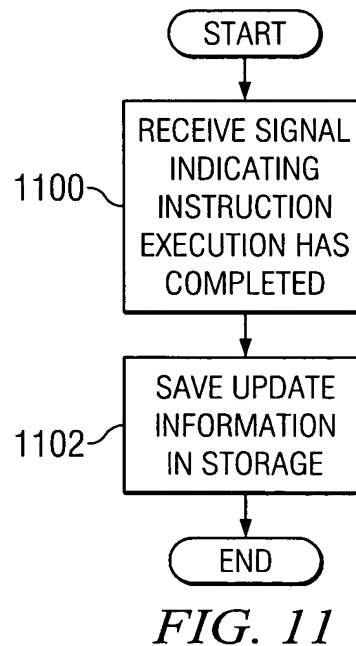 START
RECEIVE SIGNAL
INDICATING
1100
INSTRUCTION
EXECUTION HAS
COMPLETED
SAVE UPDATE
1102
INFORMATION
IN STORAGE
END
FIG. 11